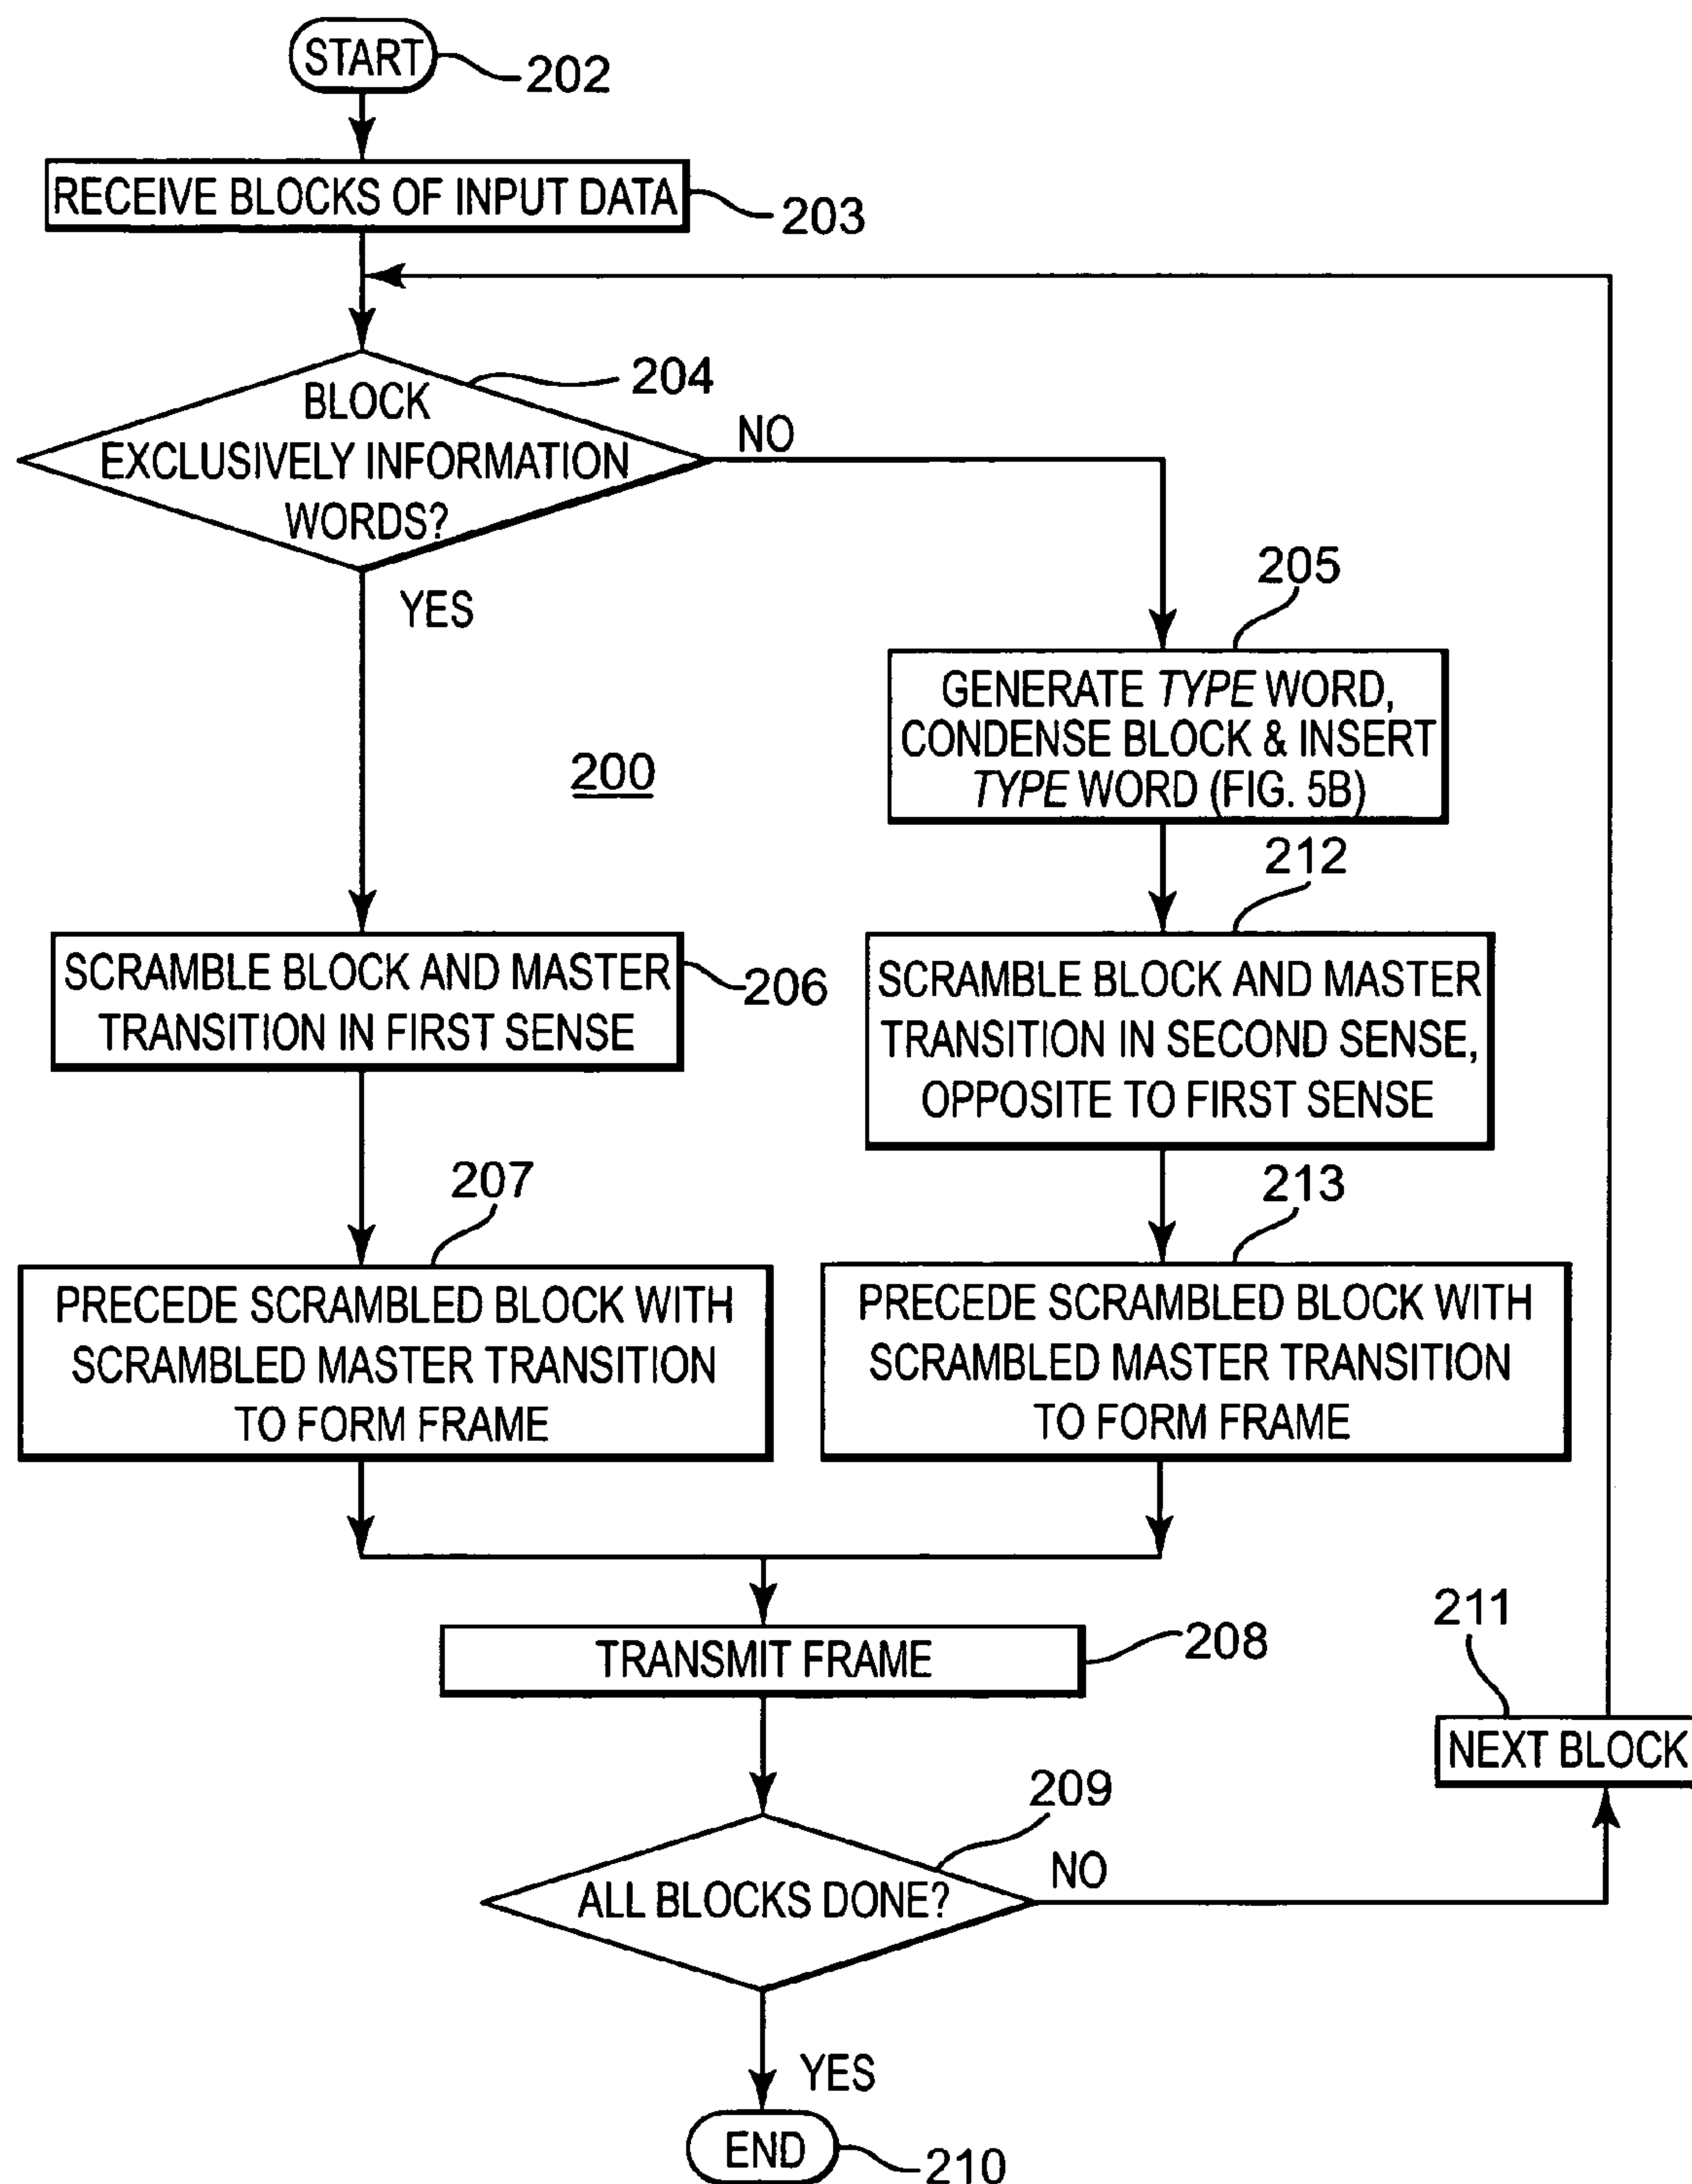 START
202
RECEIVE BLOCKS OF INPUT DATA
203
BLOCK
EXCLUSIVELY INFORMATION
WORDS?
204
NO
YES
205
GENERATE TYPE WORD,
CONDENSE BLOCK & INSERT
TYPE WORD (FIG. 5B)
200
212
SCRAMBLE BLOCK AND MASTER
TRANSITION IN FIRST SENSE
206
SCRAMBLE BLOCK AND MASTER
TRANSITION IN SECOND SENSE,
OPPOSITE TO FIRST SENSE
207
213
PRECEDE SCRAMBLED BLOCK WITH
SCRAMBLED MASTER TRANSITION
TO FORM FRAME
PRECEDE SCRAMBLED BLOCK WITH
SCRAMBLED MASTER TRANSITION
TO FORM FRAME
TRANSMIT FRAME
208
211
NEXT BLOCK
209
ALL BLOCKS DONE?
NO
YES
END
210